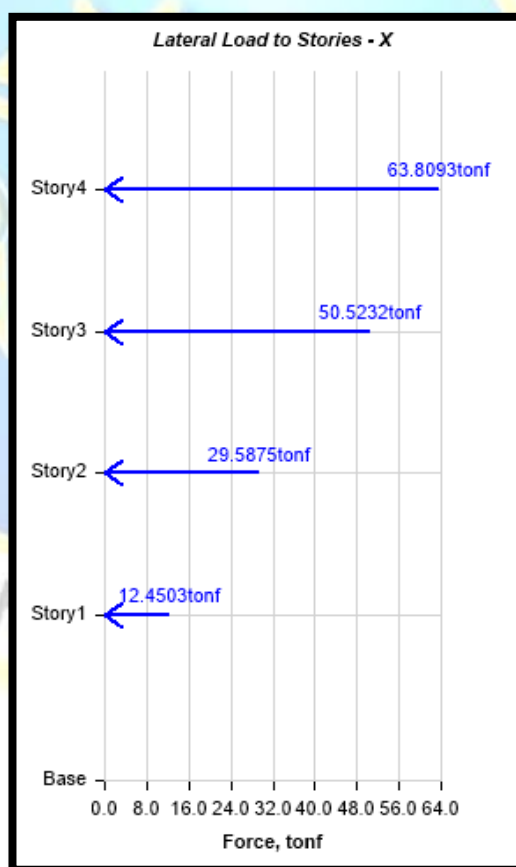 Lateral Load to Stories - X
63.8093tonf
Story4
50.5232tonf
Story3
29.5875tonf
Story2
12.4503tonf
Story1
Base
0.0 8.0 16.0 24.0 32.0 40.0 48.0 56.0 64.0
Force, tonf